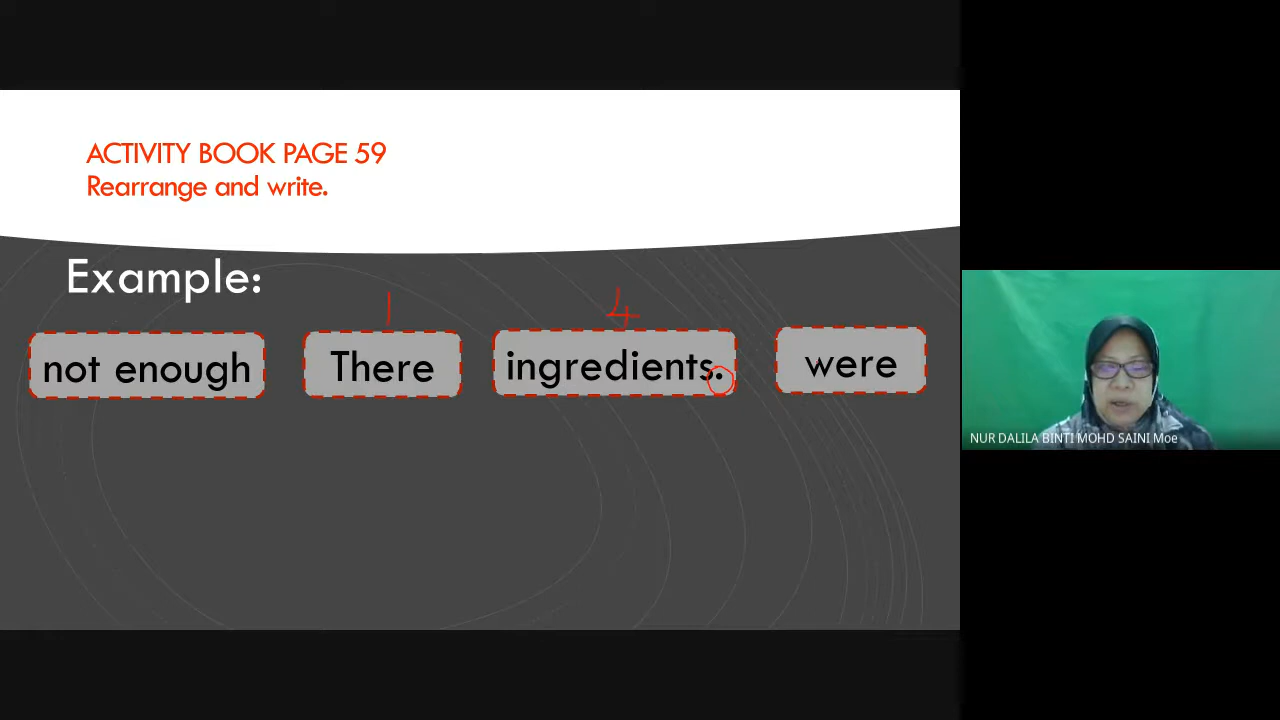 ACTIVITY BOOK PAGE 59
Rearrange and write.
Example:
1 4
not enough There ingredients. were
NUR DALILA BINTI MOHD SAINI Moe